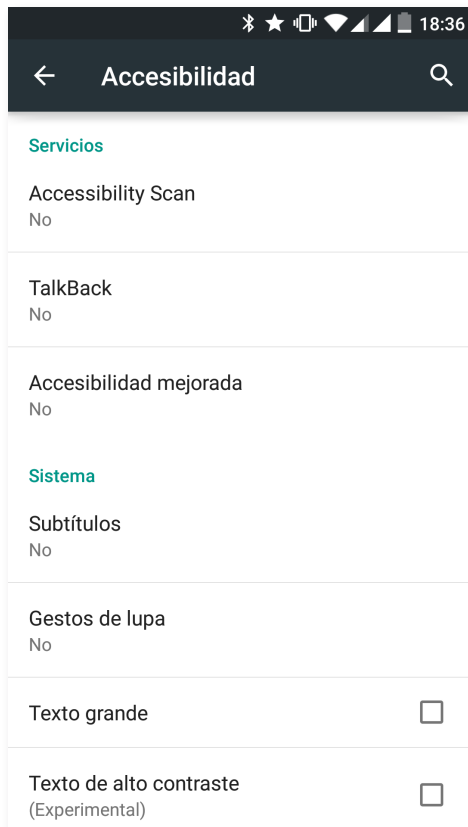 18:36
Accesibilidad
Servicios
Accessibility Scan
No
TalkBack
No
Accesibilidad mejorada
No
Sistema
Subtítulos
No
Gestos de lupa
No
Texto grande
Texto de alto contraste
(Experimental)